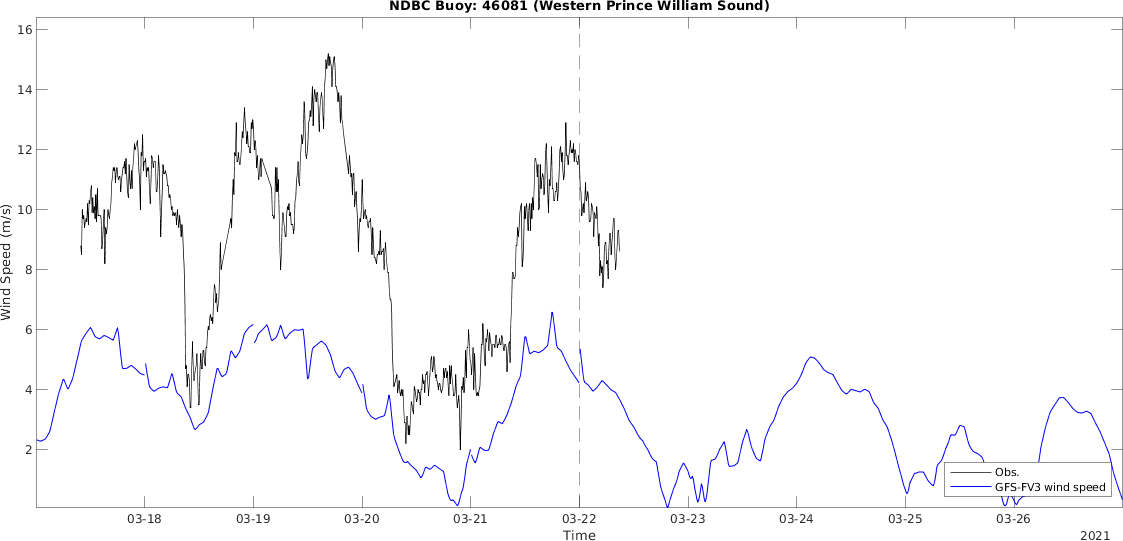 NDBC Buoy: 46081 (Western Prince William Sound)
16
14
12
10
8
6
4
2
Wind Speed (m/s)
Obs.
GFS-FV3 wind speed
03-18 03-19 03-20 03-21 03-22 03-23 03-24 03-25 03-26
Time
2021